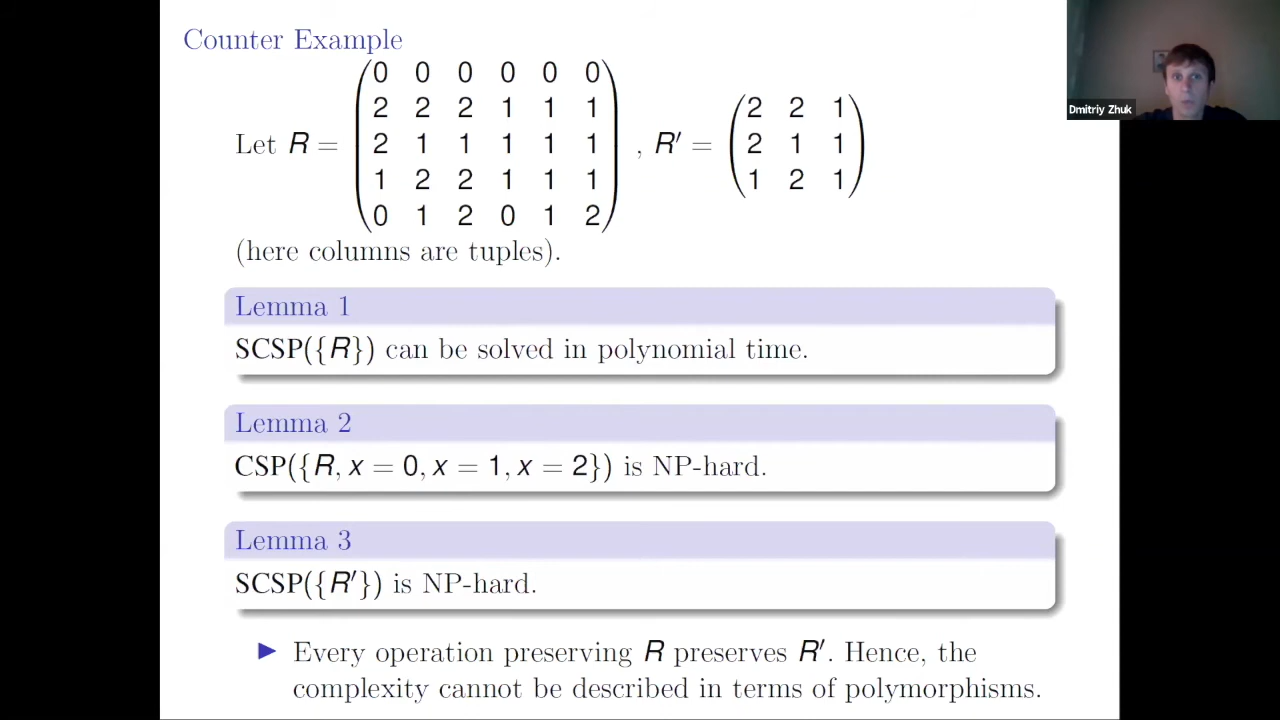 Counter Example
Dmitriy Zhuk
0 0 0 0 0 0
2 2 2 1 1 1
2 1 1 1 1 1
1 2 2 1 1 1
0 1 2 0 1 2
Let R = , R′ =
2 2 1
2 1 1
1 2 1
(here columns are tuples).
Lemma 1
SCSP({R}) can be solved in polynomial time.
Lemma 2
CSP({R, x = 0, x = 1, x = 2}) is NP-hard.
Lemma 3
SCSP({R′}) is NP-hard.
Every operation preserving R preserves R′. Hence, the
complexity cannot be described in terms of polymorphisms.